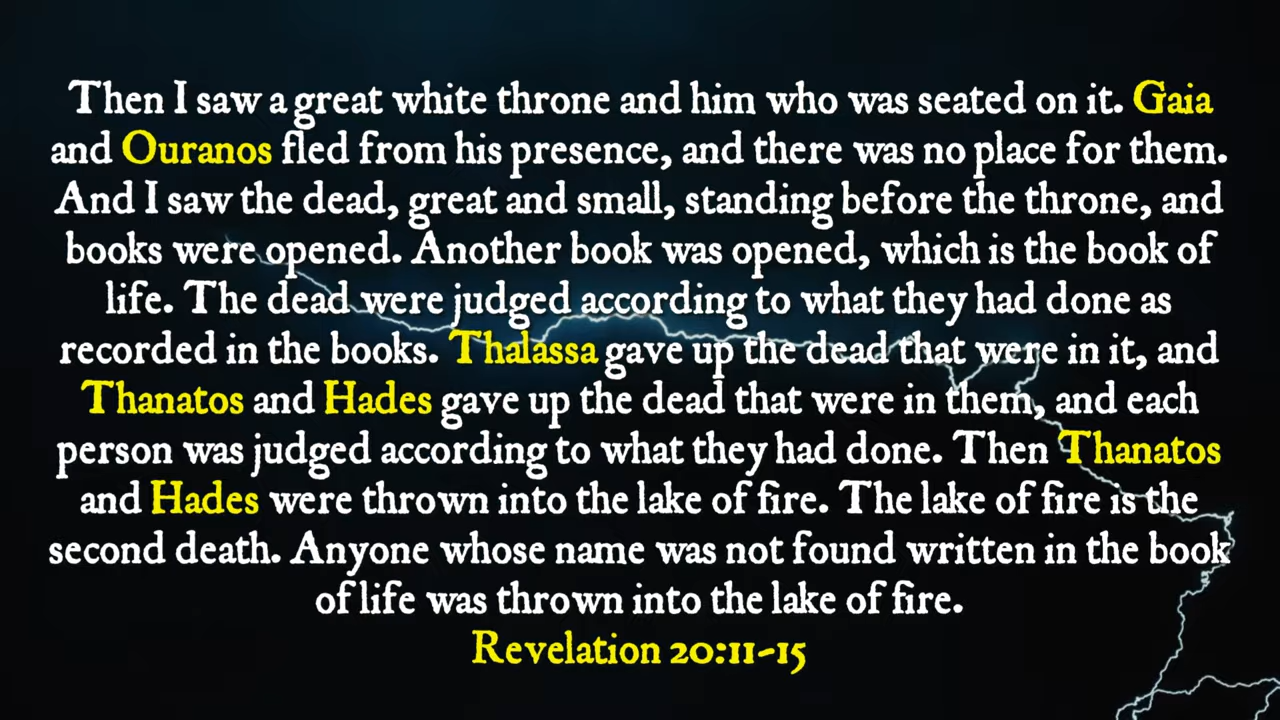 Then I saw a great white throne and him who was seated on it. Gaia
and Ouranos fled from his presence, and there was no place for them.
And I saw the dead, great and small, standing before the throne, and
books were opened. Another book was opened, which is the book of
life. The dead were judged according to what they had done as
recorded in the books. Thalassa gave up the dead that were in it, and
Thanatos and Hades gave up the dead that were in them, and each
person was judged according to what they had done. Then Thanatos
and Hades were thrown into the lake of fire. The lake of fire is the
second death. Anyone whose name was not found written in the book
of life was thrown into the lake of fire.
Revelation 20:11-15